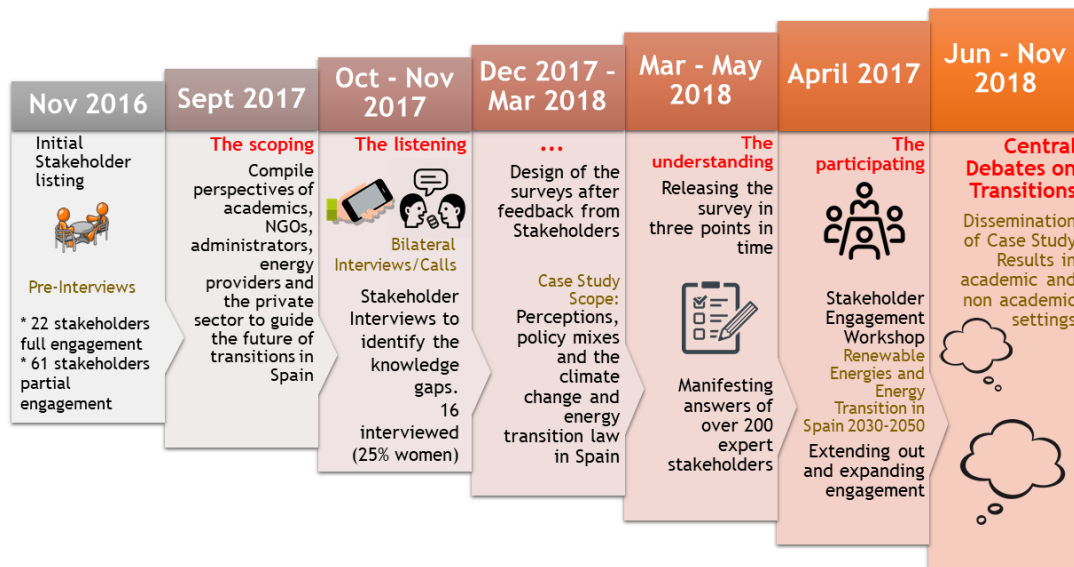 Nov 2016
Initial
Stakeholder
listing
Pre-Interviews
* 22 stakeholders
full engagement
* 61 stakeholders
partial
engagement
Sept 2017
The scoping
Compile
perspectives of
academics,
NGOs,
administrators,
energy
providers and
the private
sector to guide
the future of
transitions in
Spain
Oct - Nov
2017
The listening
Bilateral
Interviews/Calls
Stakeholder
Interviews to
identify the
knowledge
gaps.
16
interviewed
(25% women)
Dec 2017 –
Mar 2018
...
Design of the
surveys after
feedback from
Stakeholders
Case Study
Scope:
Perceptions,
policy mixes
and the
climate
change and
energy
transition law
in Spain
Mar - May
2018
The
understanding
Releasing the
survey in
three points in
time
Manifesting
answers of
over 200
expert
stakeholders
April 2017
The
participating
Stakeholder
Engagement
Workshop
Renewable
Energies and
Energy
Transition in
Spain 2030-2050
Extending out
and expanding
engagement
Jun - Nov
2018
Central
Debates on
Transitions
Dissemination
of Case Study
Results in
academic and
non academic
settings